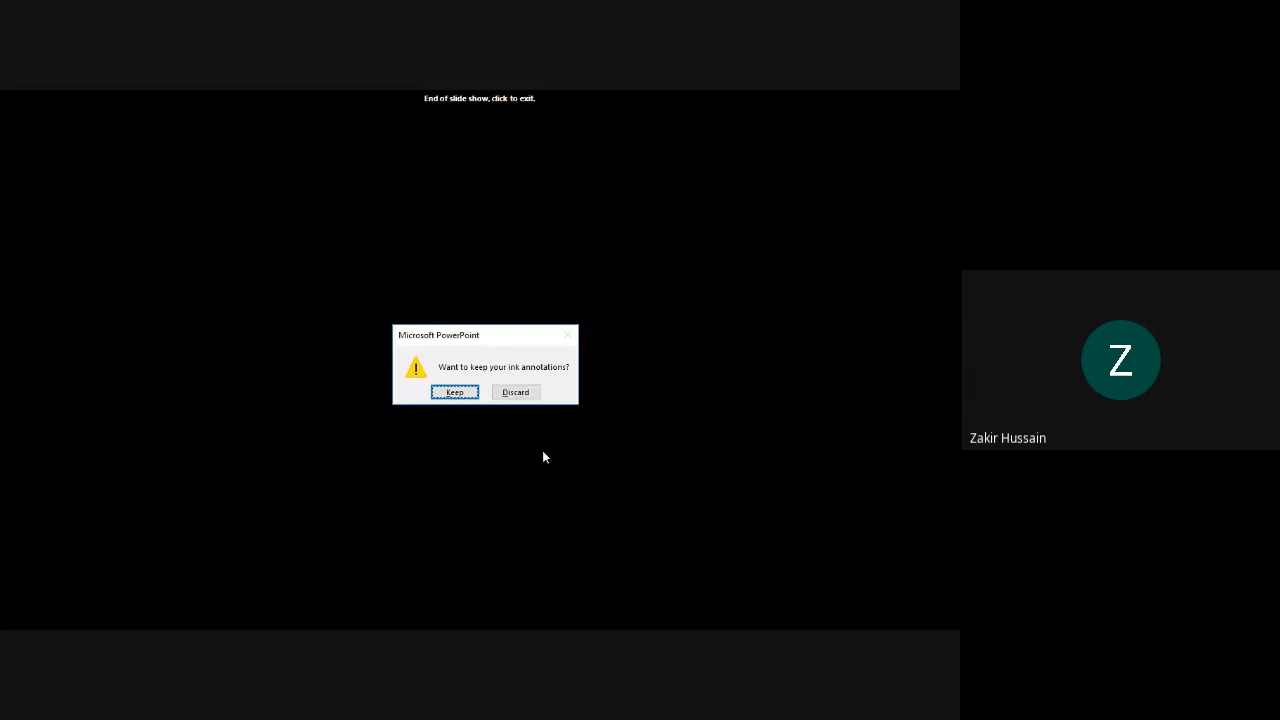 End of slide show, click to exit.
Microsoft PowerPoint
Want to keep your ink annotations?
Keep
Discard
Z
Zakir Hussain